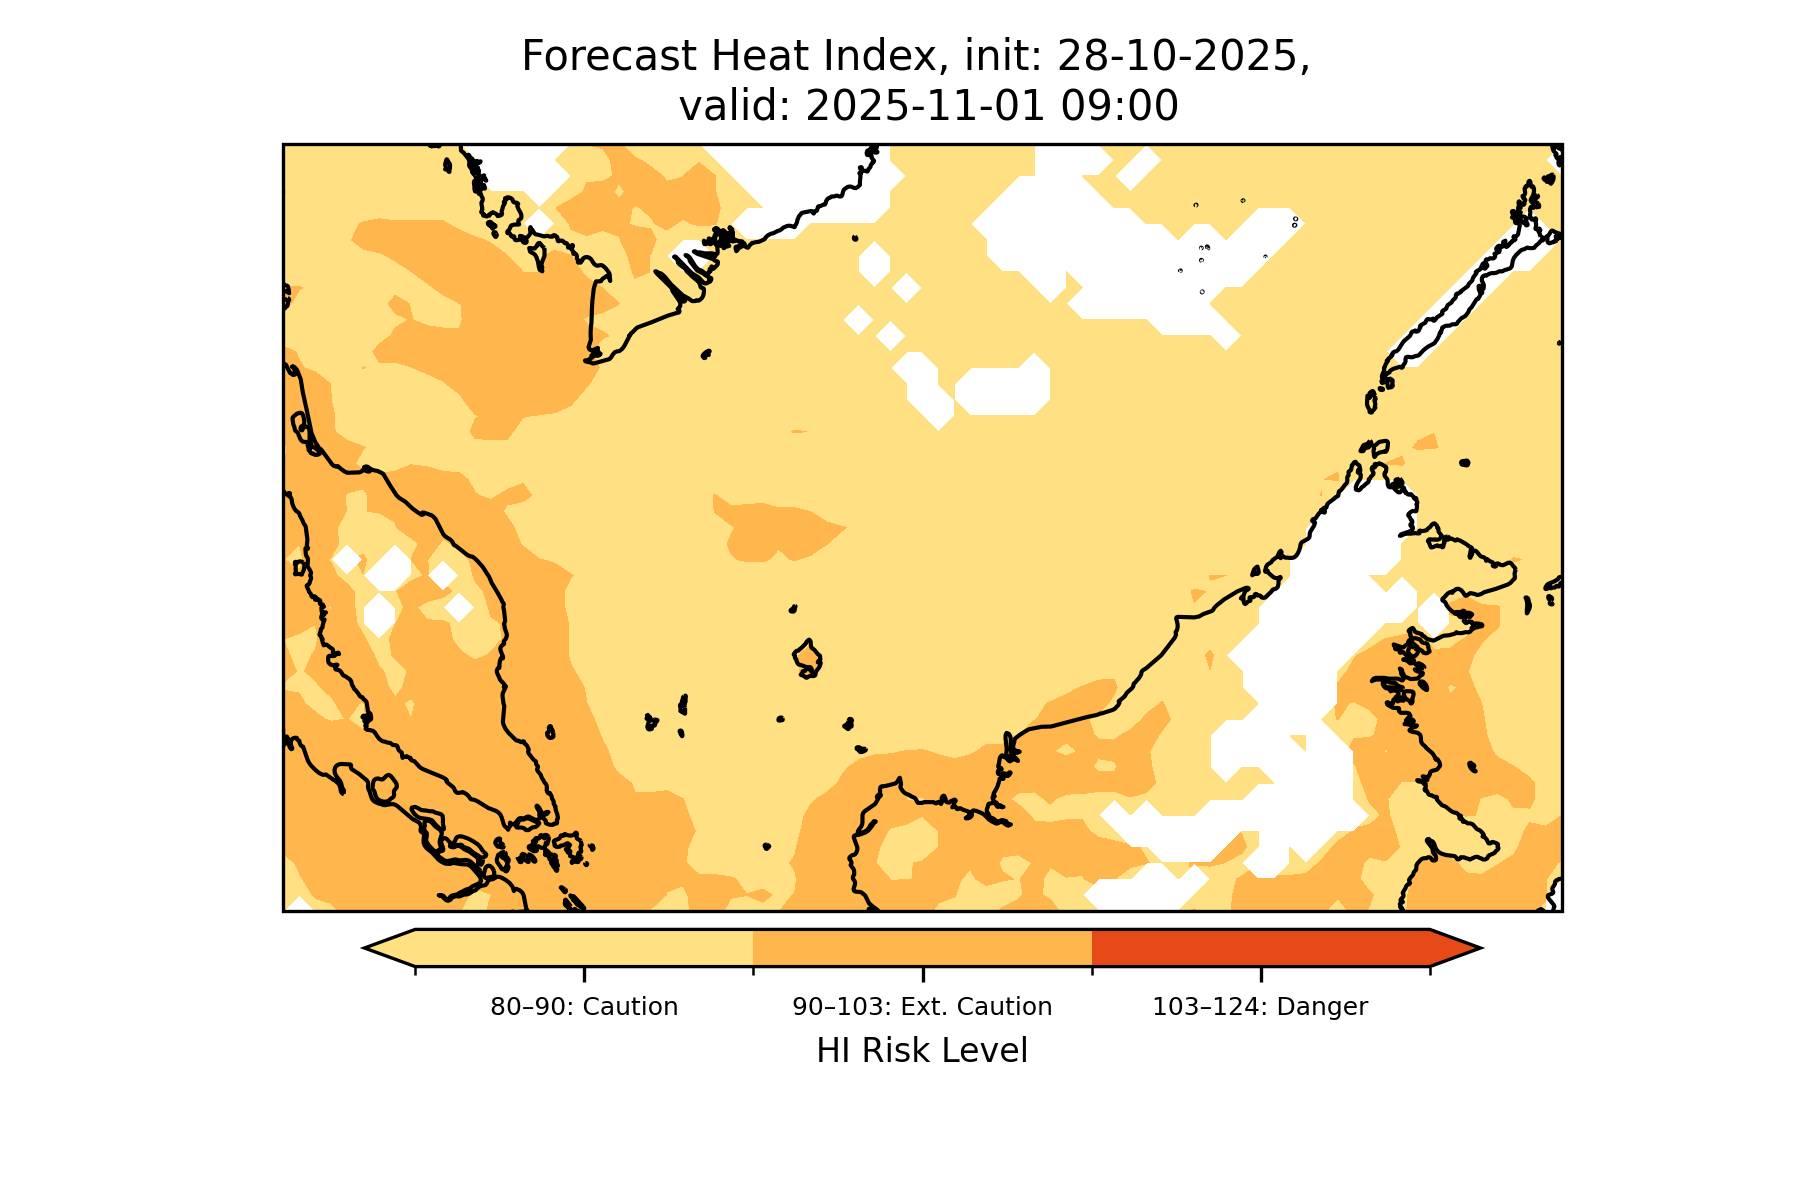 Forecast Heat Index, init: 28-10-2025,
valid: 2025-11-01 09:00
80–90: Caution
90–103: Ext. Caution
103–124: Danger
HI Risk Level